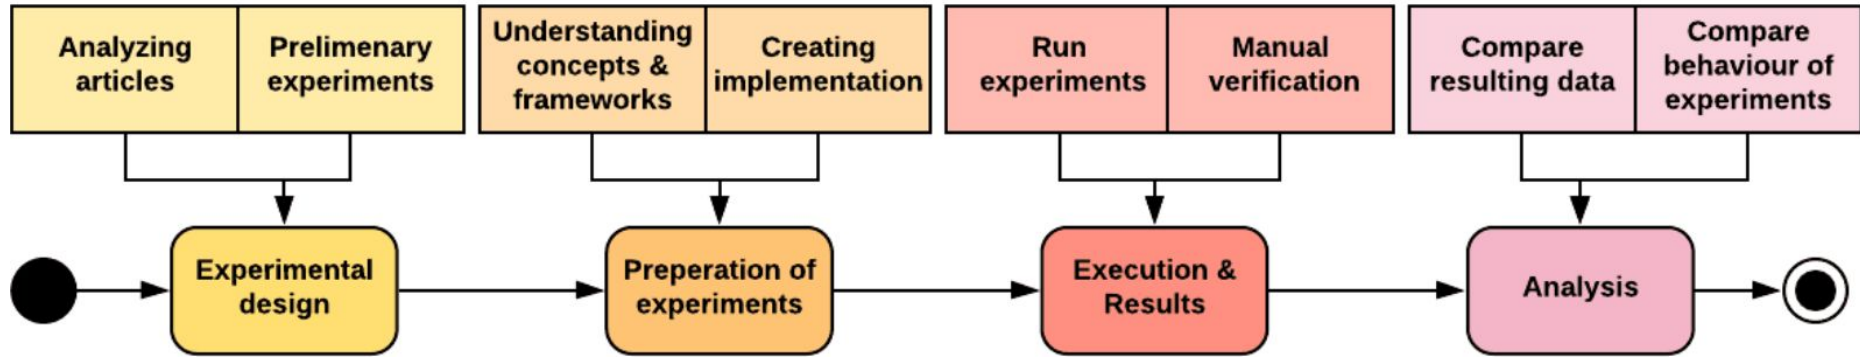 Analyzing
articles
Prelimenary
experiments
Understanding
concepts &
frameworks
Creating
implementation
Run
experiments
Manual
verification
Compare
resulting data
Compare
behaviour of
experiments
Experimental
design
Preperation of
experiments
Execution &
Results
Analysis